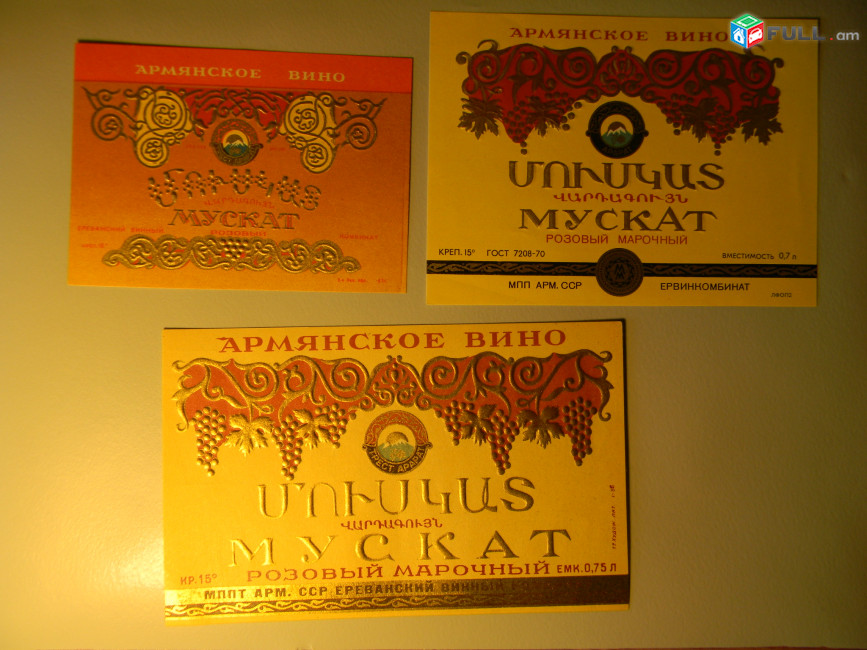 АРМЯНСКОЕ ВИНО
ՄՈՒՍԿԱՏ
ՎԱՐԴԱԳՈՒՅՆ
МУСКАТ
РОЗОВЫЙ
FULL.am
АРМЯНСКОЕ ВИНО
ՄՈՒՍԿԱՏ
ՎԱՐԴԱԳՈՒՅՆ
МУСКАТ
РОЗОВЫЙ МАРОЧНЫЙ
КРЕП. 15° ГОСТ 7208-70 ВМЕСТИМОСТЬ 0,7 л
МПП АРМ. ССР ЕРВИНКОМБИНАТ
АРМЯНСКОЕ ВИНО
ТРЕСТ АРАРАТ
ՄՈՒՍԿԱՏ
ՎԱՐԴԱԳՈՒՅՆ
МУСКАТ
КР.15° РОЗОВЫЙ МАРОЧНЫЙ ЕМК.0,75 Л
МППТ АРМ. ССР ЕРЕВАНСКИЙ ВИННЫЙ